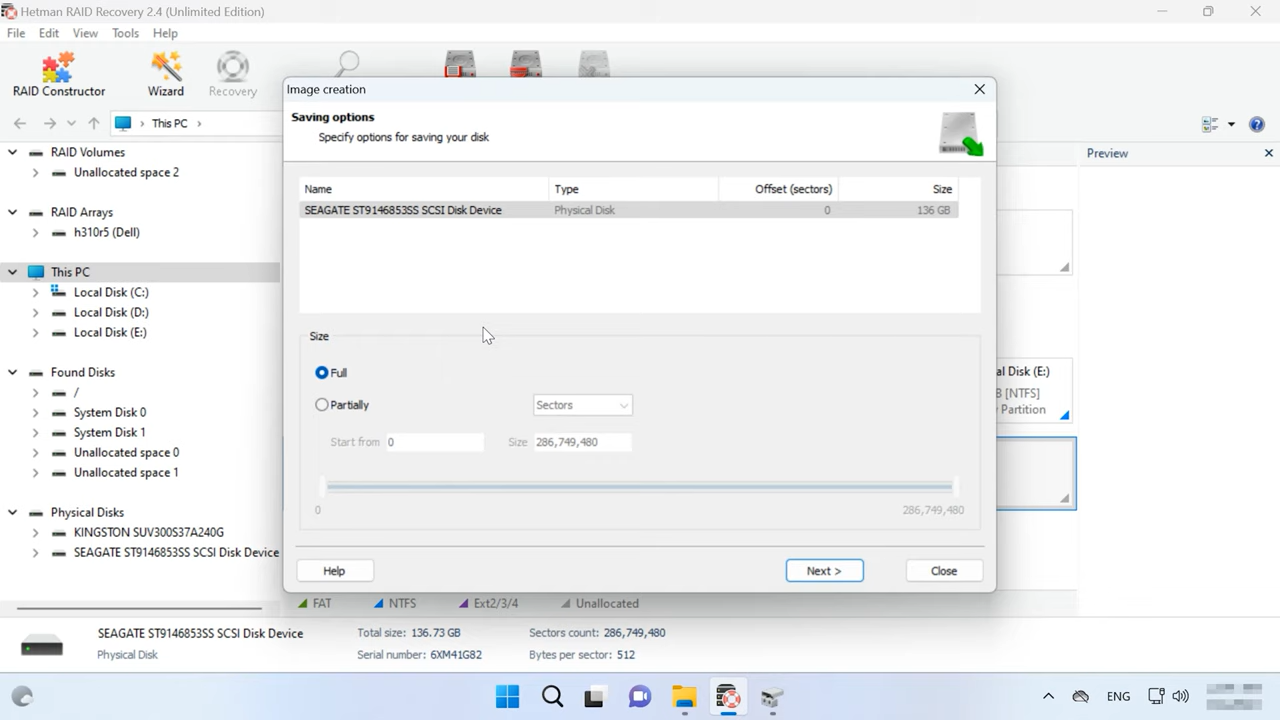 Hetman RAID Recovery 2.4 (Unlimited Edition)
File Edit View Tools Help
RAID Constructor Wizard Recovery
This PC
Preview
RAID Volumes
Unallocated space 2
RAID Arrays
h310r5 (Dell)
This PC
Local Disk (C:)
Local Disk (D:)
Local Disk (E:)
Found Disks
/
System Disk 0
System Disk 1
Unallocated space 0
Unallocated space 1
Physical Disks
KINGSTON SUV300S37A240G
SEAGATE ST9146853SS SCSI Disk Device
Image creation
Saving options
Specify options for saving your disk
Name Type Offset (sectors) Size
SEAGATE ST9146853SS SCSI Disk Device Physical Disk 0 136 GB
Size
Full
Partially Sectors
Start from 0 Size 286,749,480
0 286,749,480
Help Next > Close
al Disk (E:)
B [NTFS]
Partition
FAT NTFS Ext2/3/4 Unallocated
SEAGATE ST9146853SS SCSI Disk Device Total size: 136.73 GB Sectors count: 286,749,480
Physical Disk Serial number: 6XM41G82 Bytes per sector: 512
ENG